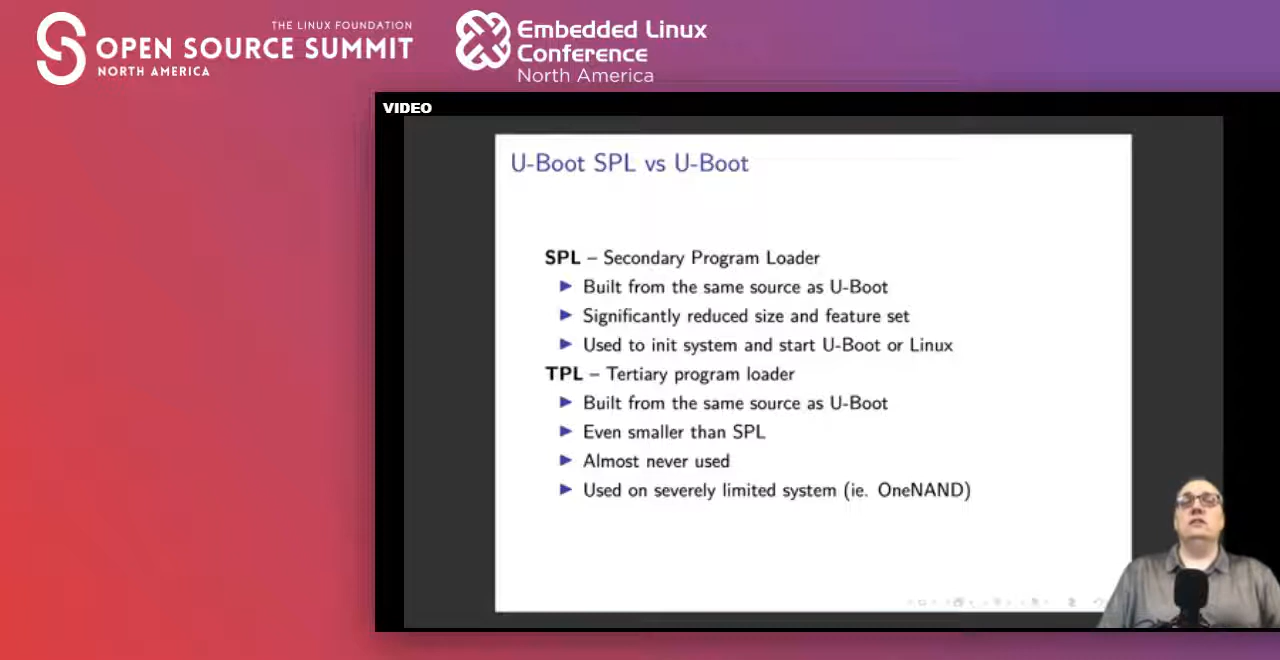 THE LINUX FOUNDATION
OPEN SOURCE SUMMIT
NORTH AMERICA
Embedded Linux
Conference
North America
VIDEO
U-Boot SPL vs U-Boot
SPL – Secondary Program Loader
▶ Built from the same source as U-Boot
▶ Significantly reduced size and feature set
▶ Used to init system and start U-Boot or Linux
TPL – Tertiary program loader
▶ Built from the same source as U-Boot
▶ Even smaller than SPL
▶ Almost never used
▶ Used on severely limited system (ie. OneNAND)